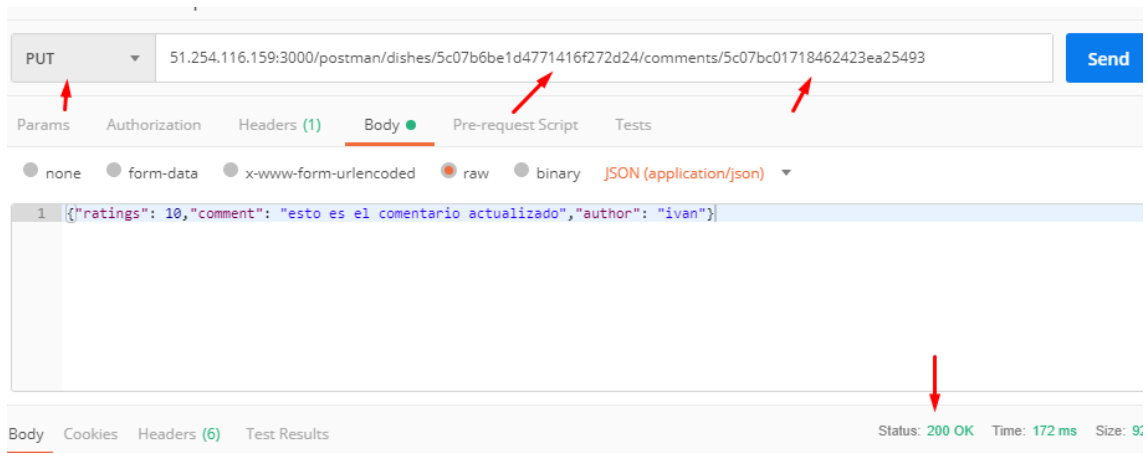 PUT 51.254.116.159:3000/postman/dishes/5c07b6be1d4771416f272d24/comments/5c07bc01718462423ea25493 Send
Params Authorization Headers (1) Body Pre-request Script Tests
none form-data x-www-form-urlencoded raw binary JSON (application/json)
1 {"ratings": 10,"comment": "esto es el comentario actualizado","author": "ivan"}
Body Cookies Headers (6) Test Results Status: 200 OK Time: 172 ms Size: 92